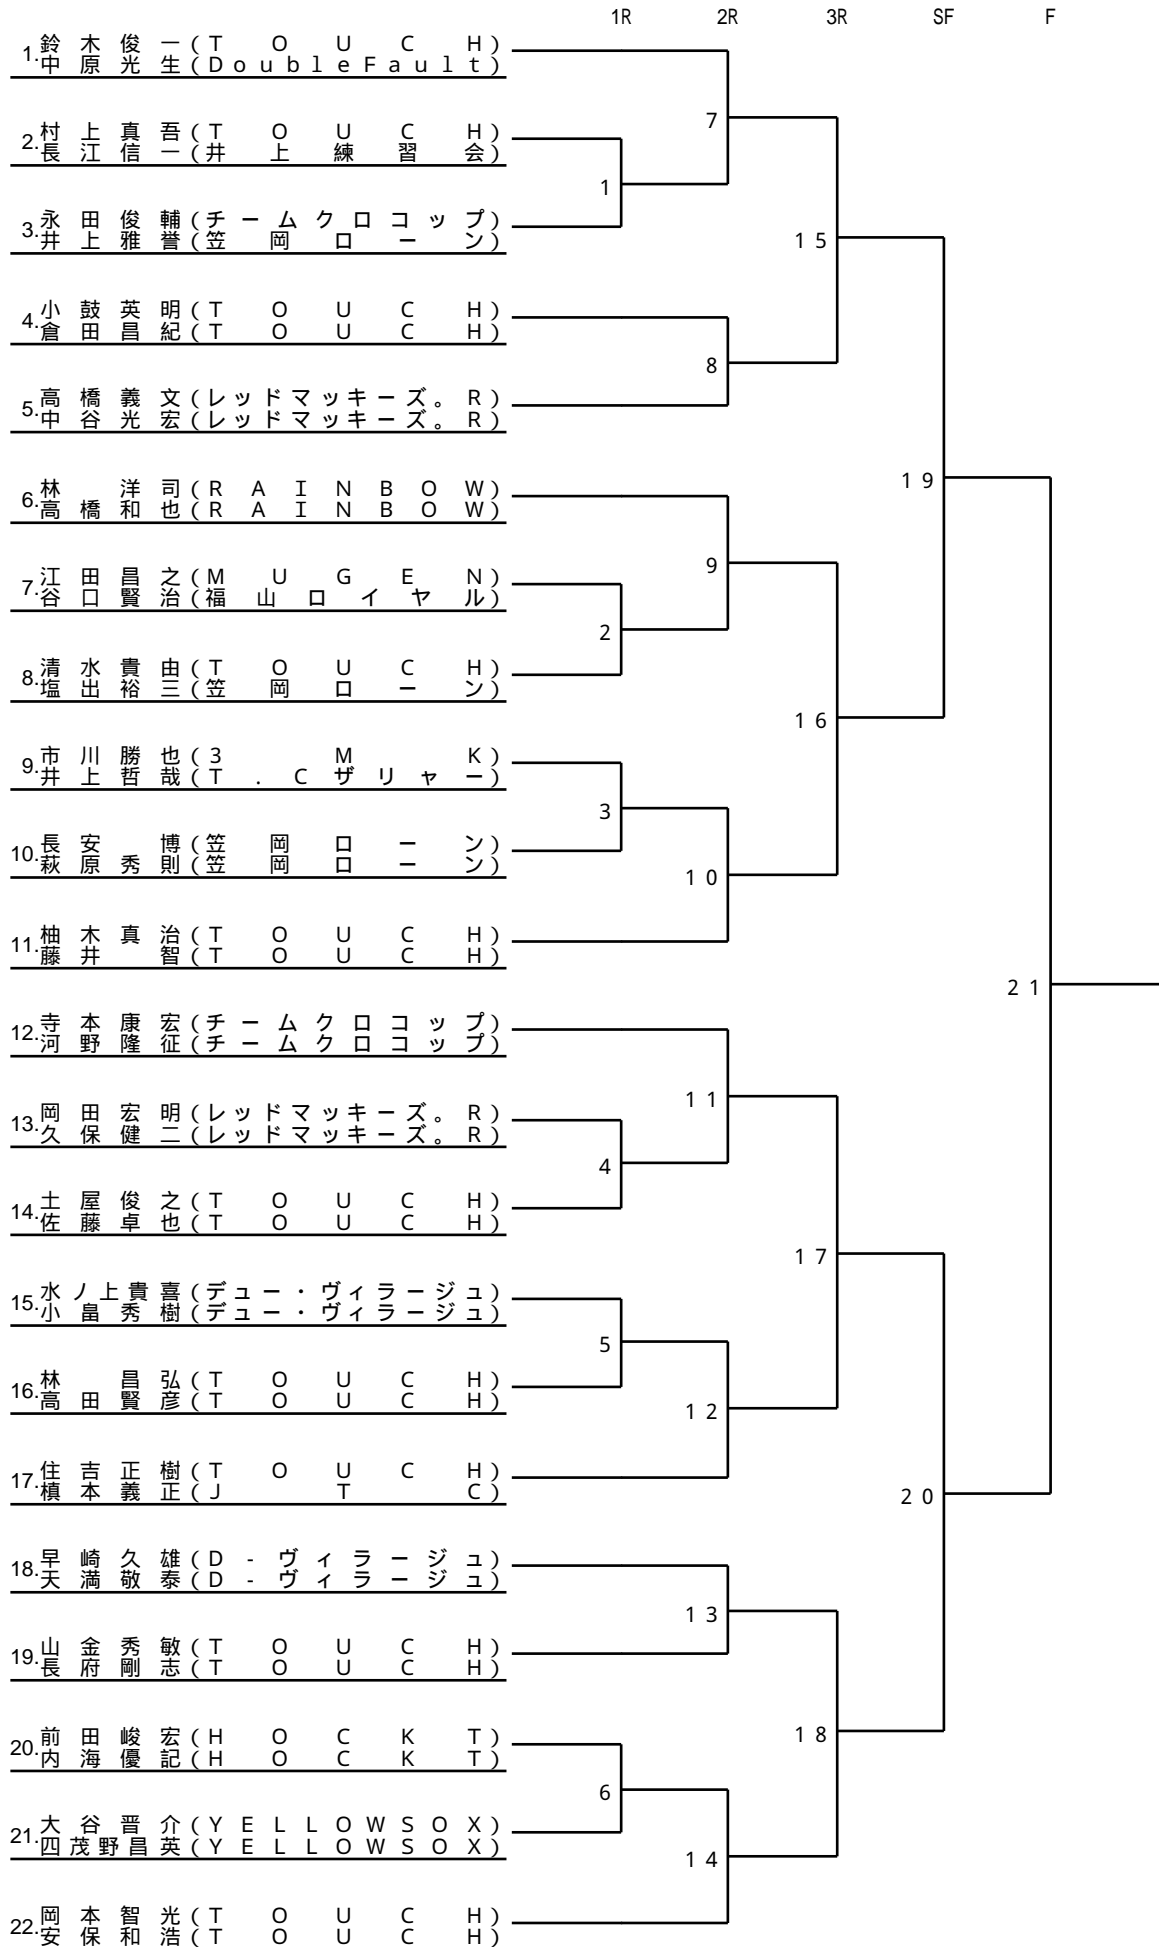 1R 2R 3R SF F
1. 鈴木俊一(TOUCH)
中原光生(DoubleFault)
7
2. 村上真吾(TOUCH)
長江信一(井上練習会)
1
3. 永田俊輔(チームクロコップ)
井上雅誉(笠岡ローン)
15
4. 小鼓英明(TOUCH)
倉田昌紀(TOUCH)
8
5. 高橋義文(レッドマッキーズ。R)
中谷光宏(レッドマッキーズ。R)
19
6. 林洋司(RAINBOW)
高橋和也(RAINBOW)
9
7. 江田昌之(MUGEN)
谷口賢治(福山ロイヤル)
2
8. 清水貴由(TOUCH)
塩出裕三(笠岡ローン)
16
9. 市川勝也(3MK)
井上哲哉(T.Cザリャー)
3
10. 長安博(笠岡ローン)
萩原秀則(笠岡ローン)
10
11. 柚木真治(TOUCH)
藤井智(TOUCH)
21
12. 寺本康宏(チームクロコップ)
河野隆征(チームクロコップ)
11
13. 岡田宏明(レッドマッキーズ。R)
久保健二(レッドマッキーズ。R)
4
14. 土屋俊之(TOUCH)
佐藤卓也(TOUCH)
17
15. 水ノ上貴喜(デュー・ヴィラージュ)
小畠秀樹(デュー・ヴィラージュ)
5
16. 林昌弘(TOUCH)
高田賢彦(TOUCH)
12
17. 住吉正樹(TOUCH)
槙本義正(JTC)
20
18. 早崎久雄(D-ヴィラージュ)
天満敬泰(D-ヴィラージュ)
13
19. 山金秀敏(TOUCH)
長府剛志(TOUCH)
18
20. 前田峻宏(HOCKT)
内海優記(HOCKT)
6
21. 大谷晋介(YELLOWSOX)
四茂野昌英(YELLOWSOX)
14
22. 岡本智光(TOUCH)
安保和浩(TOUCH)